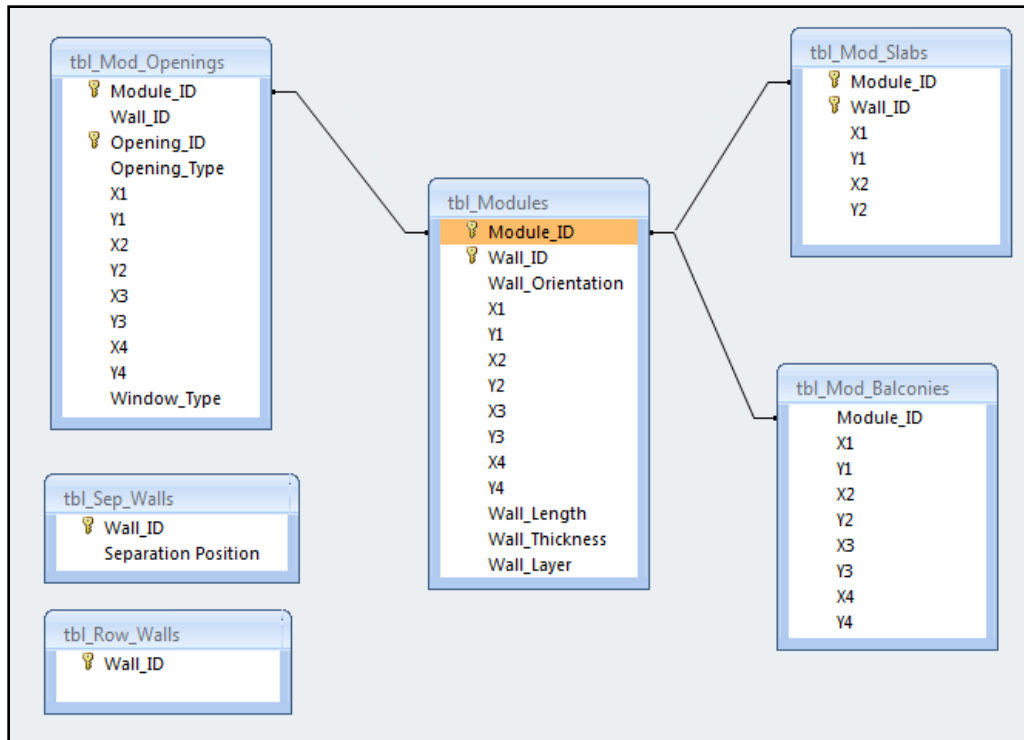 tbl_Mod_Openings
Module_ID
Wall_ID
Opening_ID
Opening_Type
X1
Y1
X2
Y2
X3
Y3
X4
Y4
Window_Type
tbl_Sep_Walls
Wall_ID
Separation Position
tbl_Row_Walls
Wall_ID
tbl_Modules
Module_ID
Wall_ID
Wall_Orientation
X1
Y1
X2
Y2
X3
Y3
X4
Y4
Wall_Length
Wall_Thickness
Wall_Layer
tbl_Mod_Slabs
Module_ID
Wall_ID
X1
Y1
X2
Y2
tbl_Mod_Balconies
Module_ID
X1
Y1
X2
Y2
X3
Y3
X4
Y4